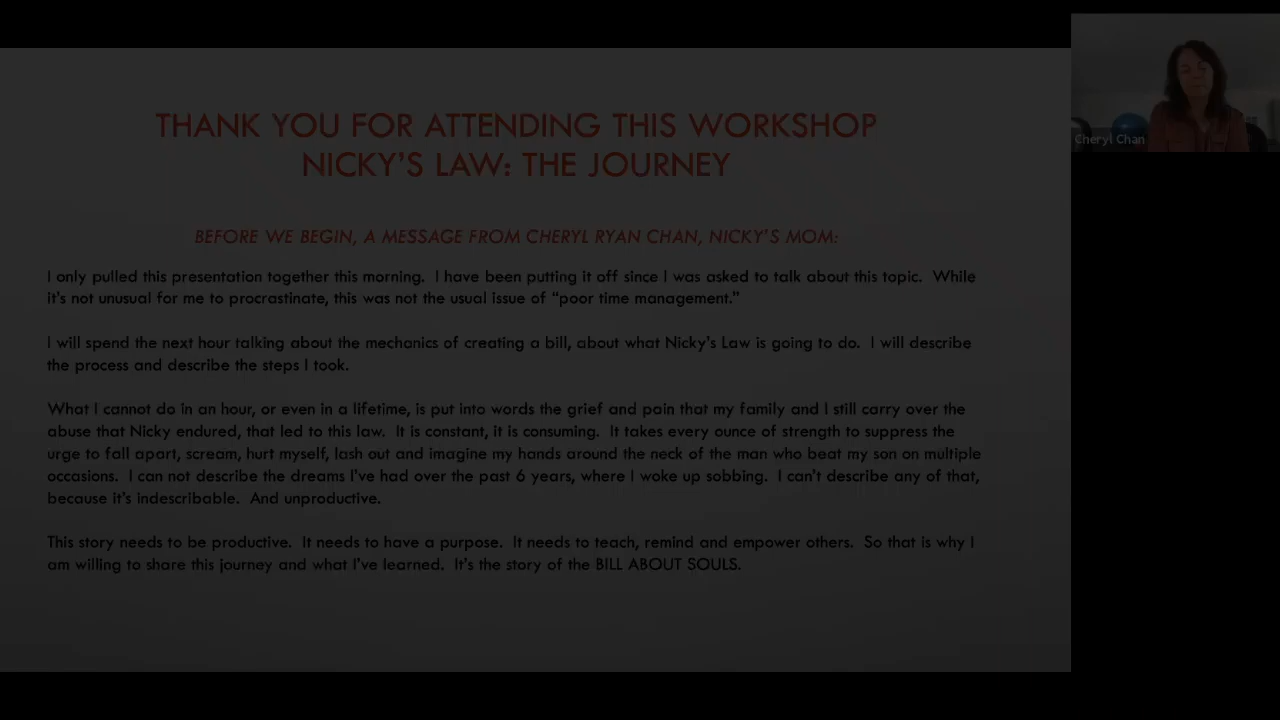 THANK YOU FOR ATTENDING THIS WORKSHOP
NICKY'S LAW: THE JOURNEY
BEFORE WE BEGIN, A MESSAGE FROM CHERYL RYAN CHAN, NICKY'S MOM:
I only pulled this presentation together this morning.  I have been putting it off since I was asked to talk about this topic.  While
it's not unusual for me to procrastinate, this was not the usual issue of "poor time management."
I will spend the next hour talking about the mechanics of creating a bill, about what Nicky's Law is going to do.  I will describe
the process and describe the steps I took.
What I cannot do in an hour, or even in a lifetime, is put into words the grief and pain that my family and I still carry over the
abuse that Nicky endured, that led to this law.  It is constant, it is consuming.  It takes every ounce of strength to suppress the
urge to fall apart, scream, hurt myself, lash out and imagine my hands around the neck of the man who beat my son on multiple
occasions.  I can not describe the dreams I've had over the past 6 years, where I woke up sobbing.  I can't describe any of that,
because it's indescribable.  And unproductive.
This story needs to be productive.  It needs to have a purpose.  It needs to teach, remind and empower others.  So that is why I
am willing to share this journey and what I've learned.  It's the story of the BILL ABOUT SOULS.
Cheryl Chan